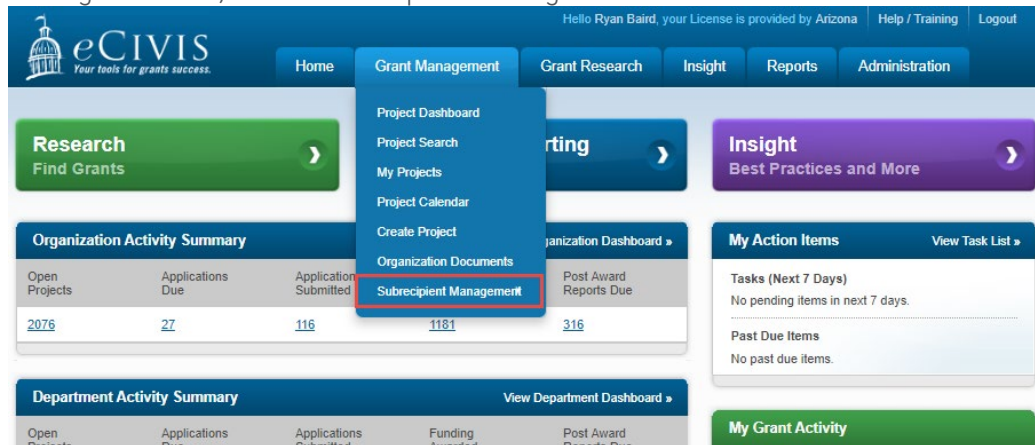 Hello Ryan Baird, your License is provided by Arizona Help / Training Logout
eCIVIS
Your tools for grants success.
Home Grant Management Grant Research Insight Reports Administration
Project Dashboard
Project Search
My Projects
Project Calendar
Create Project
Organization Documents
Subrecipient Management
Research
Find Grants
rting
Insight
Best Practices and More
Organization Activity Summary
ganization Dashboard »
Open Projects
Applications Due
Application Submitted
Post Award Reports Due
2076 27 116 1181 316
My Action Items View Task List »
Tasks (Next 7 Days)
No pending items in next 7 days.
Past Due Items
No past due items.
Department Activity Summary View Department Dashboard »
Open Applications Applications Funding Post Award
My Grant Activity